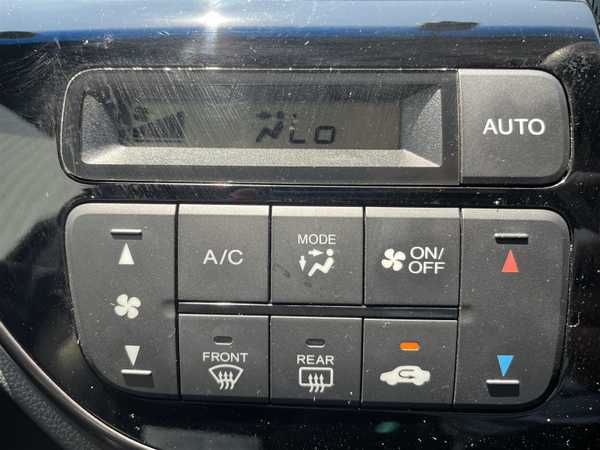 LO
AUTO
A/C
MODE
ON/
OFF
FRONT
REAR